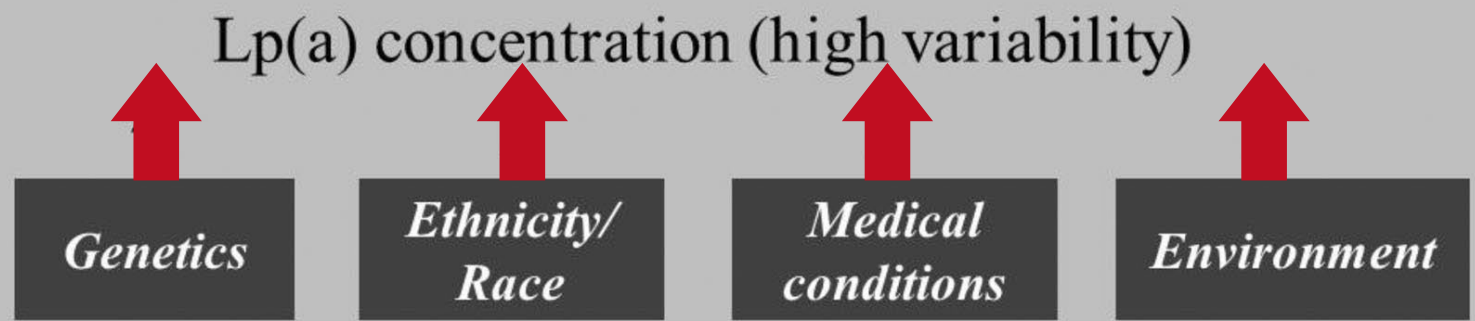 Lp(a) concentration (high variability)
Genetics
Ethnicity/
Race
Medical
conditions
Environment